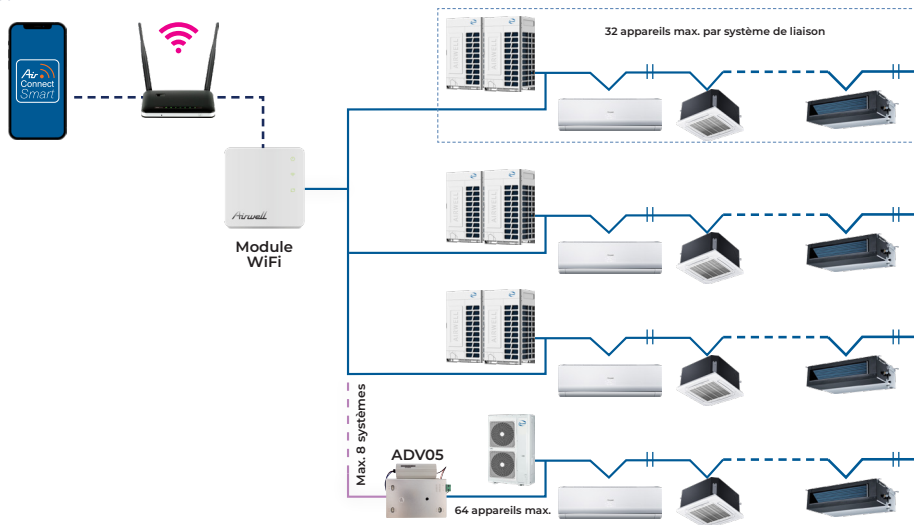 32 appareils max. par système de liaison
Air
Connect
Smart
Airwell
Module
WiFi
Max. 8 systèmes
ADV05
64 appareils max.